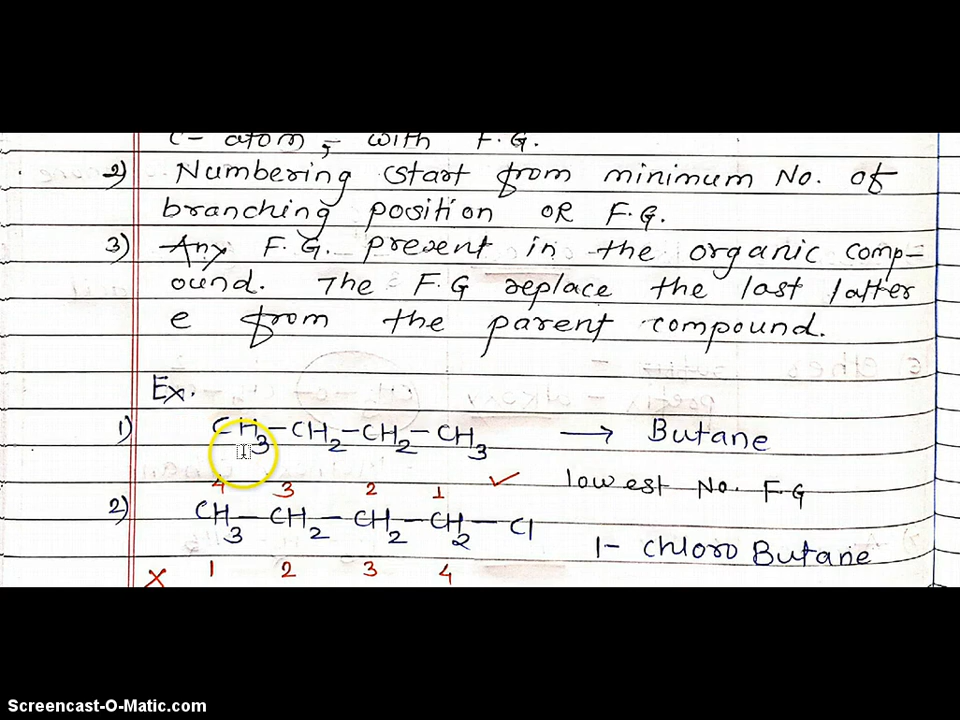 C- atom, with F.G.
2) Numbering start from minimum No. of
branching position OR F.G.
3) Any F.G. present in the organic comp-
ound. The F.G replace the last latter
e from the parent compound.
Ex.
1) CH3-CH2-CH2-CH3 → Butane
4 3 2 1 ✓ lowest No. F.G
2) CH3-CH2-CH2-CH2-Cl
1- chloro Butane
X 1 2 3 4
Screencast-O-Matic.com